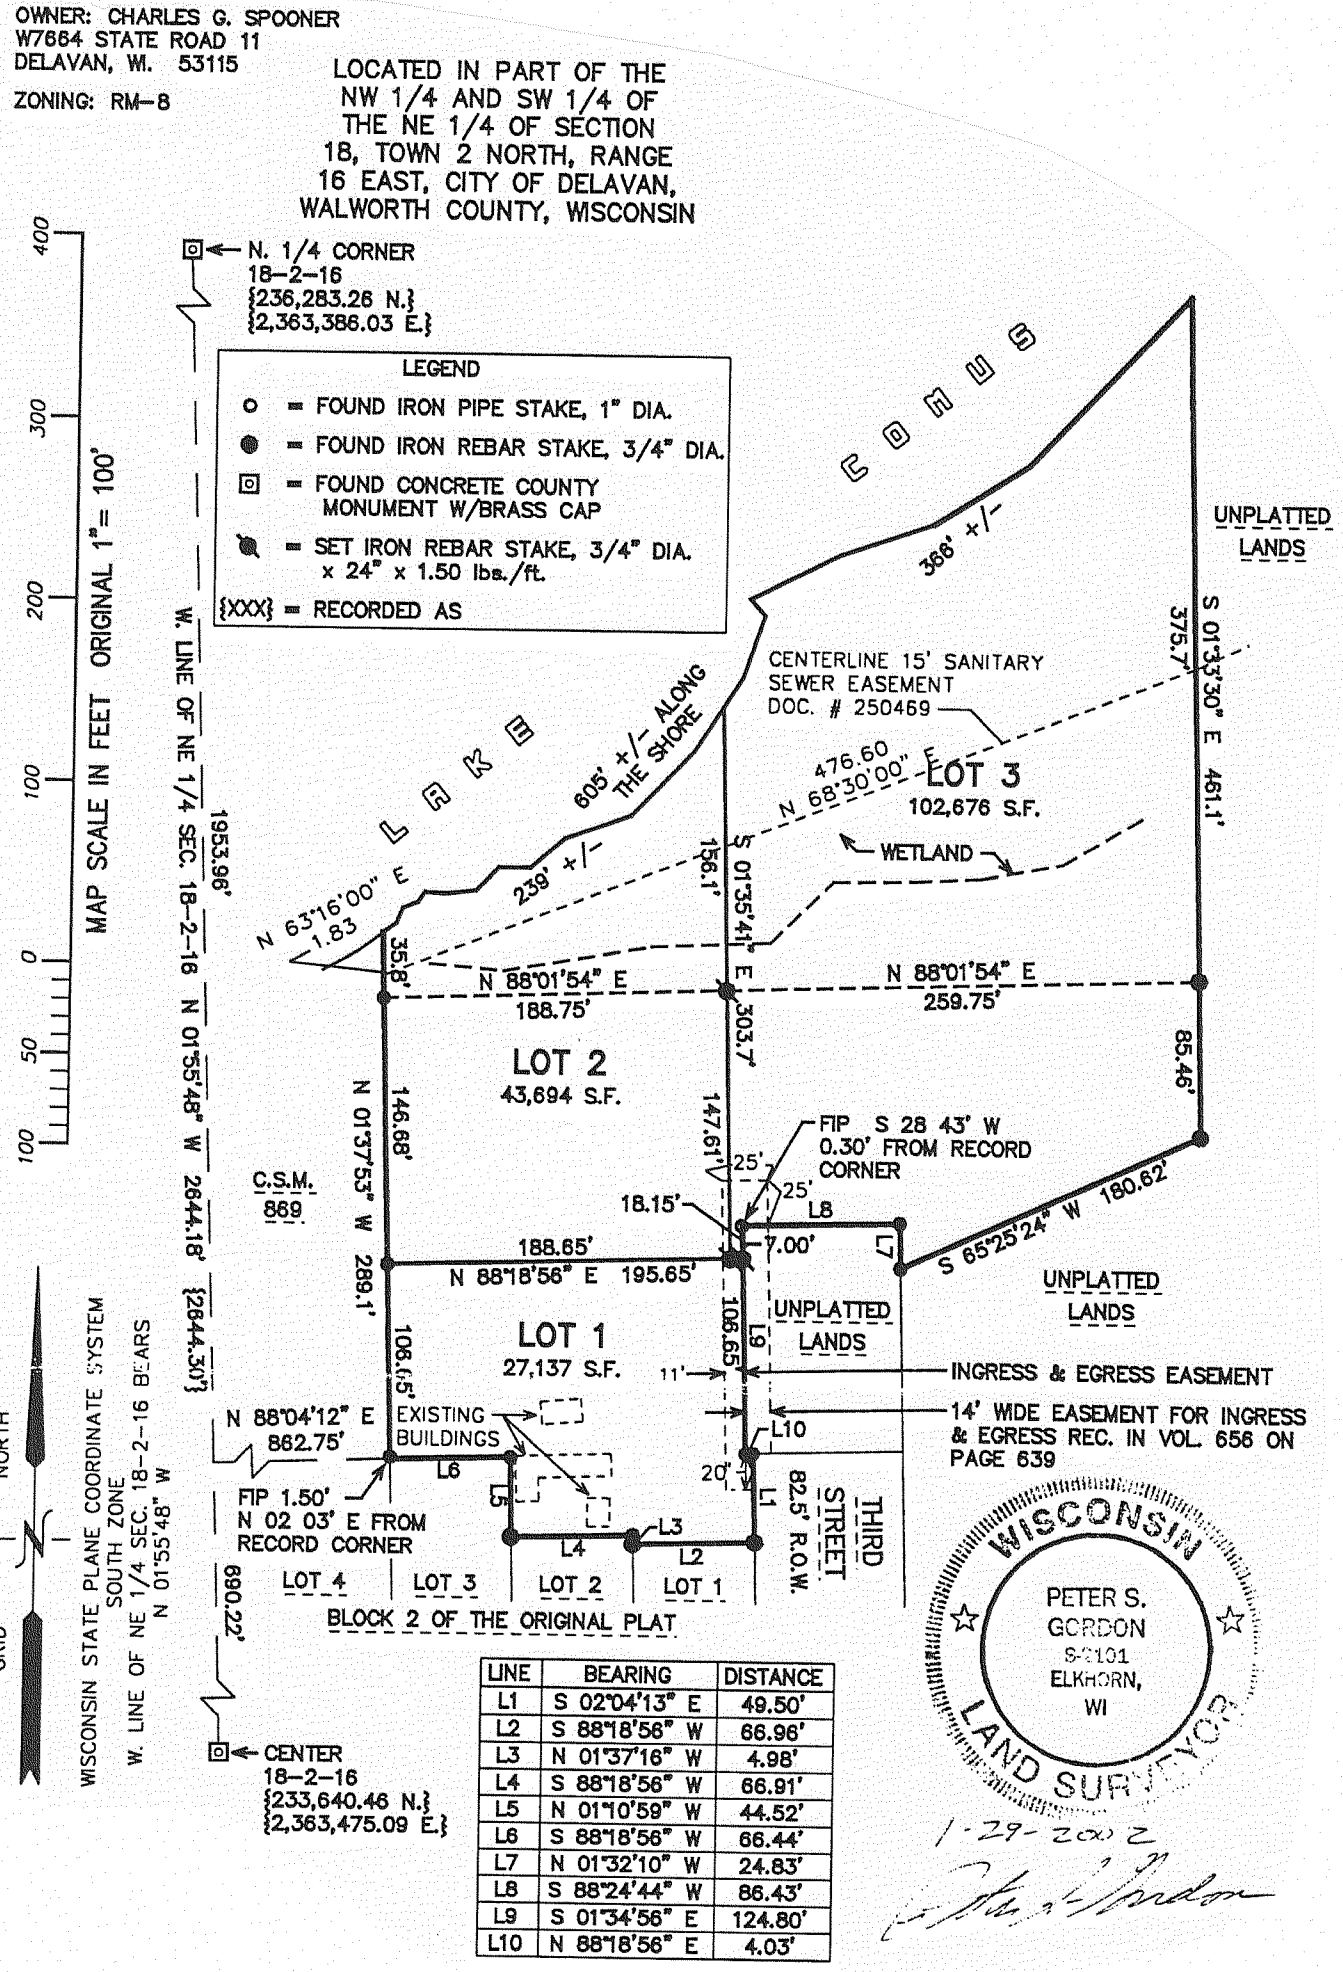 OWNER: CHARLES G. SPOONER
W7664 STATE ROAD 11
DELAVAN, WI. 53115
ZONING: RM-8
LOCATED IN PART OF THE
NW 1/4 AND SW 1/4 OF
THE NE 1/4 OF SECTION
18, TOWN 2 NORTH, RANGE
16 EAST, CITY OF DELAVAN,
WALWORTH COUNTY, WISCONSIN
400
300
200
100
0
50
100
MAP SCALE IN FEET ORIGINAL 1"= 100'
N. 1/4 CORNER
18-2-16
{236,283.26 N.}
{2,363,386.03 E.}
LEGEND
= FOUND IRON PIPE STAKE, 1" DIA.
= FOUND IRON REBAR STAKE, 3/4" DIA.
= FOUND CONCRETE COUNTY
MONUMENT W/BRASS CAP
= SET IRON REBAR STAKE, 3/4" DIA.
x 24" x 1.50 lbs./ft.
{XXX} = RECORDED AS
W. LINE OF NE 1/4 SEC. 18-2-16 N 01°55'48" W 2644.18' {2644.30'}
1953.96'
690.22'
LAKE COMUS
366' +/-
605' +/- ALONG
THE SHORE
239' +/-
UNPLATTED
LANDS
S 01°33'30" E 461.1'
375.7'
CENTERLINE 15' SANITARY
SEWER EASEMENT
DOC. # 250469
476.60
N 68°30'00" E
LOT 3
102,676 S.F.
WETLAND
N 63°16'00" E
1.83
35.8'
156.1'
S 01°35'41" E 303.7'
N 88°01'54" E
188.75'
N 88°01'54" E
259.75'
LOT 2
43,694 S.F.
146.68'
N 01°37'53" W 289.1'
147.61'
85.46'
FIP S 28 43' W
0.30' FROM RECORD
CORNER
25'
25'
18.15'
L8
7.00'
L7
S 65°25'24" W 180.62'
C.S.M.
869
188.65'
N 88°18'56" E 195.65'
UNPLATTED
LANDS
UNPLATTED
LANDS
LOT 1
27,137 S.F.
106.65'
106.65'
L9
11'
INGRESS & EGRESS EASEMENT
14' WIDE EASEMENT FOR INGRESS
& EGRESS REC. IN VOL. 656 ON
PAGE 639
N 88°04'12" E
862.75'
EXISTING
BUILDINGS
L10
L6
20'
FIP 1.50'
N 02 03' E FROM
RECORD CORNER
L5
L4
L3
L2
L1
82.5' R.O.W.
THIRD
STREET
LOT 4
LOT 3
LOT 2
LOT 1
BLOCK 2 OF THE ORIGINAL PLAT
NORTH
GRID
WISCONSIN STATE PLANE COORDINATE SYSTEM
SOUTH ZONE
W. LINE OF NE 1/4 SEC. 18-2-16 BEARS
N 01°55'48" W
CENTER
18-2-16
{233,640.46 N.}
{2,363,475.09 E.}
LINE BEARING DISTANCE
L1 S 02°04'13" E 49.50'
L2 S 88°18'56" W 66.96'
L3 N 01°37'16" W 4.98'
L4 S 88°18'56" W 66.91'
L5 N 01°10'59" W 44.52'
L6 S 88°18'56" W 66.44'
L7 N 01°32'10" W 24.83'
L8 S 88°24'44" W 86.43'
L9 S 01°34'56" E 124.80'
L10 N 88°18'56" E 4.03'
WISCONSIN
PETER S.
GORDON
S-2101
ELKHORN,
WI
LAND SURVEYOR
1-29-2002
Peter S. Gordon